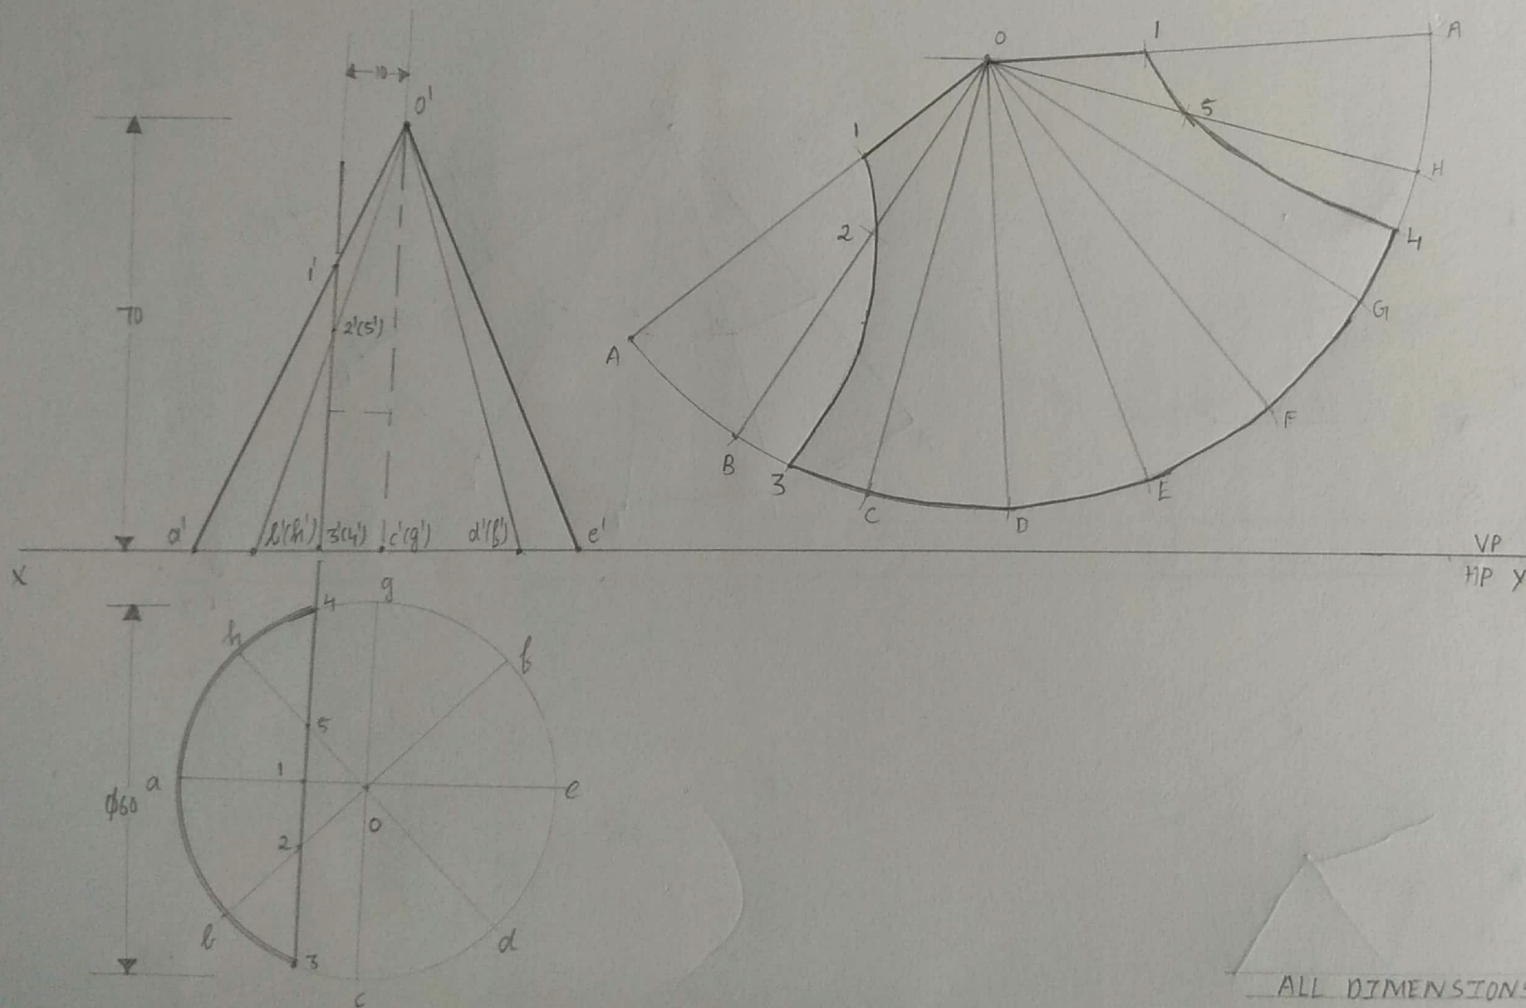 10
O'
70
1'
2'(5')
a'
b'(h')
3'(4')
c'(g')
d'(f')
e'
X
VP
HP Y
O
1
A
5
H
4
G
F
E
D
C
3
B
A
2
1
g
4
h
f
5
a
1
e
O
2
b
3
d
c
ϕ60
ALL DIMENSIONS